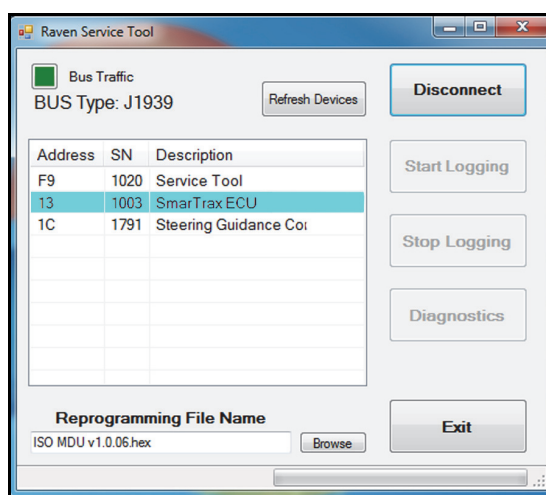 Raven Service Tool
Bus Traffic
BUS Type: J1939
Refresh Devices
Disconnect
Address SN Description
F9 1020 Service Tool
13 1003 SmarTrax ECU
1C 1791 Steering Guidance Co
Start Logging
Stop Logging
Diagnostics
Reprogramming File Name
ISO MDU v1.0.06.hex
Browse
Exit